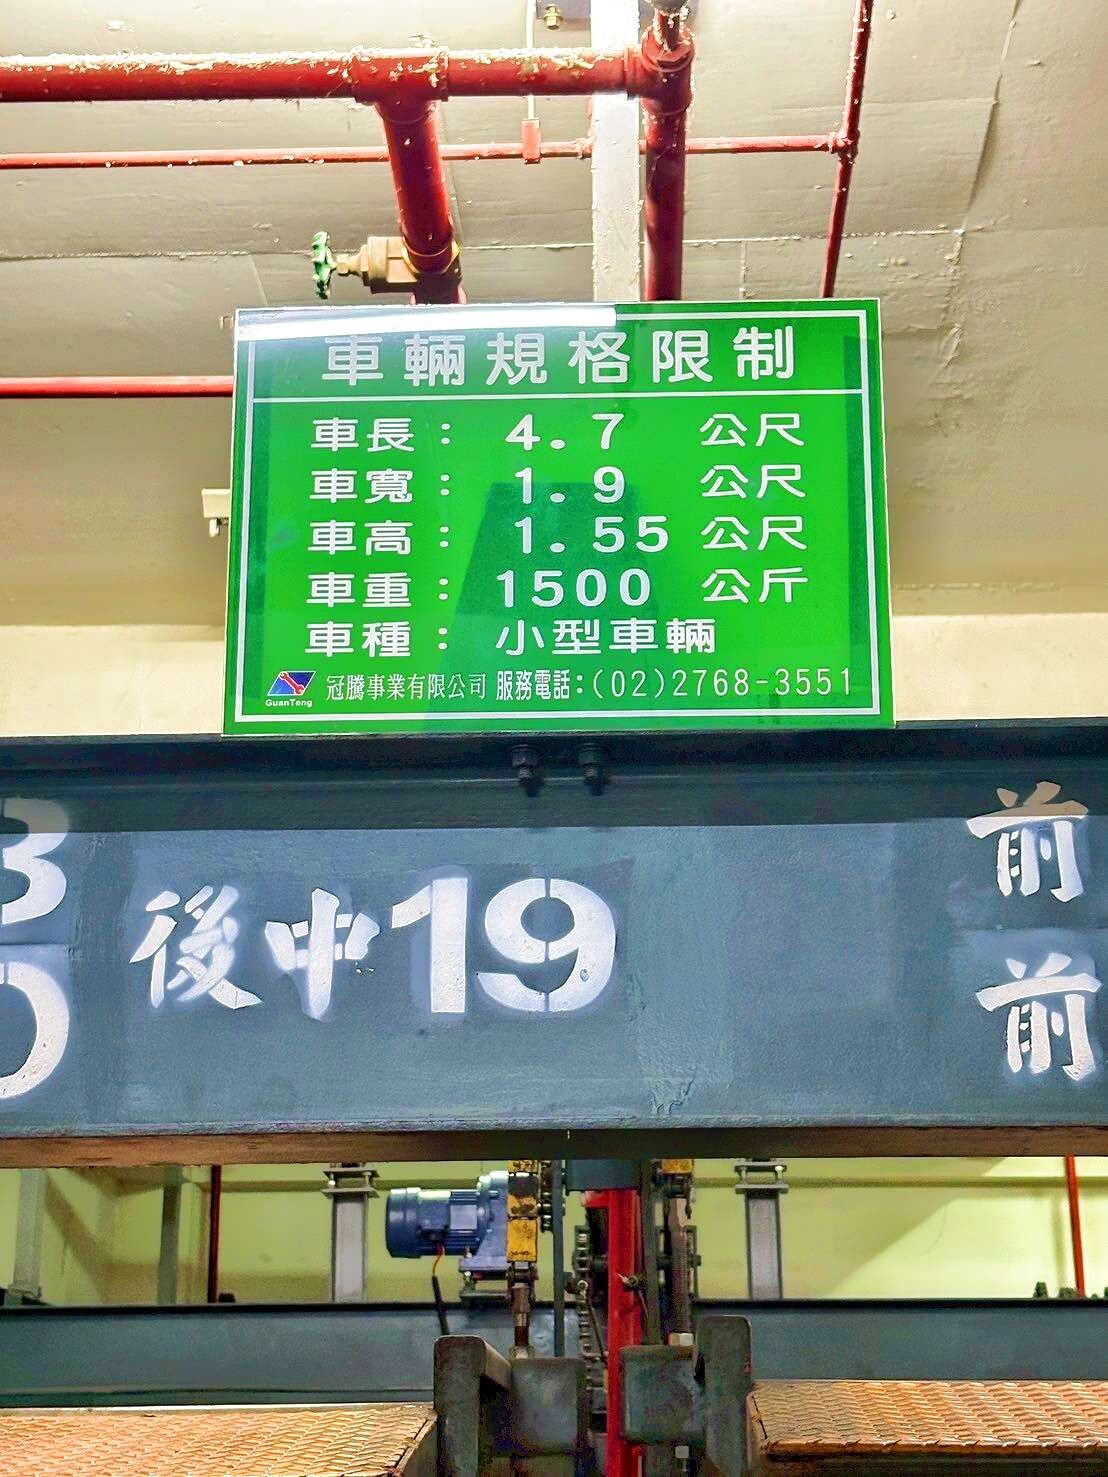 車輛規格限制
車長：4.7 公尺
車寬：1.9 公尺
車高：1.55 公尺
車重：1500 公斤
車種：小型車輛
GuanTeng 冠騰事業有限公司 服務電話：(02)2768-3551
前
後中19
前